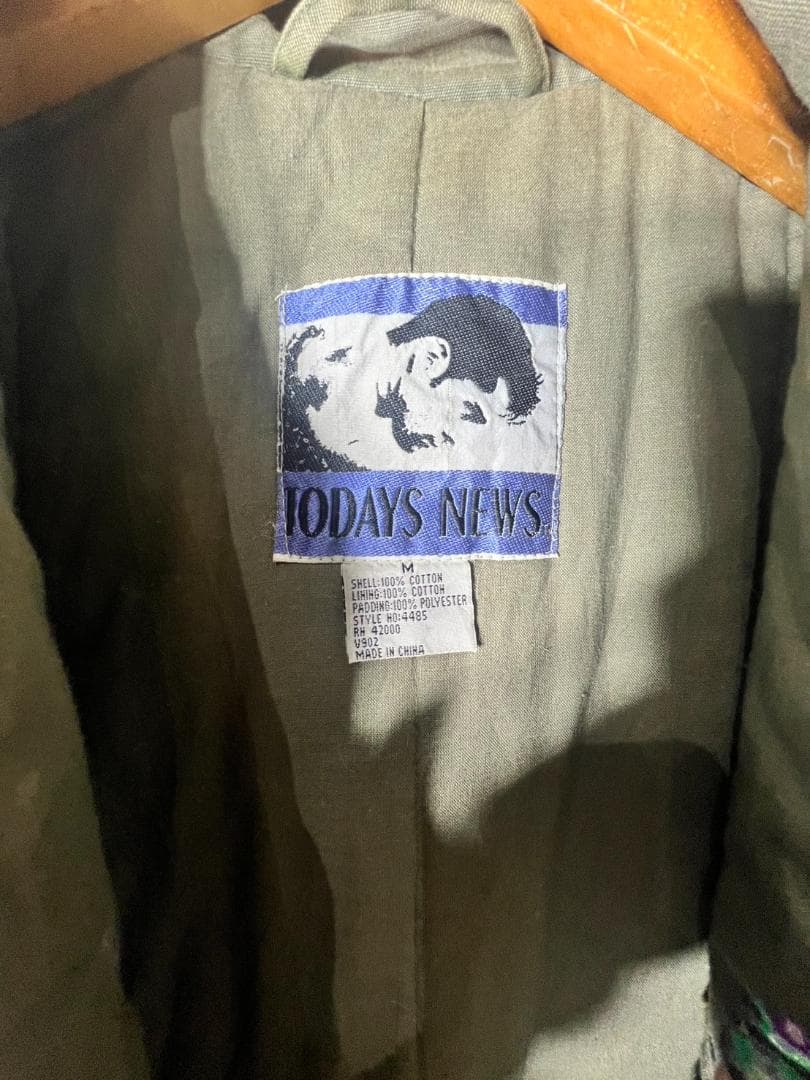 TODAYS NEWS.
M
SHELL:100% COTTON
LINING:100% COTTON
PADDING:100% POLYESTER
STYLE NO:4485
RN 42000
V902
MADE IN CHINA